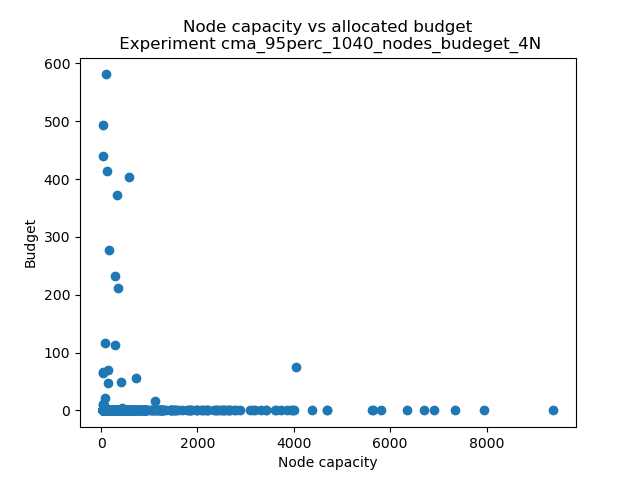 Node capacity vs allocated budget
Experiment cma_95perc_1040_nodes_budeget_4N
600
500
400
300
200
100
0
Budget
0 2000 4000 6000 8000
Node capacity